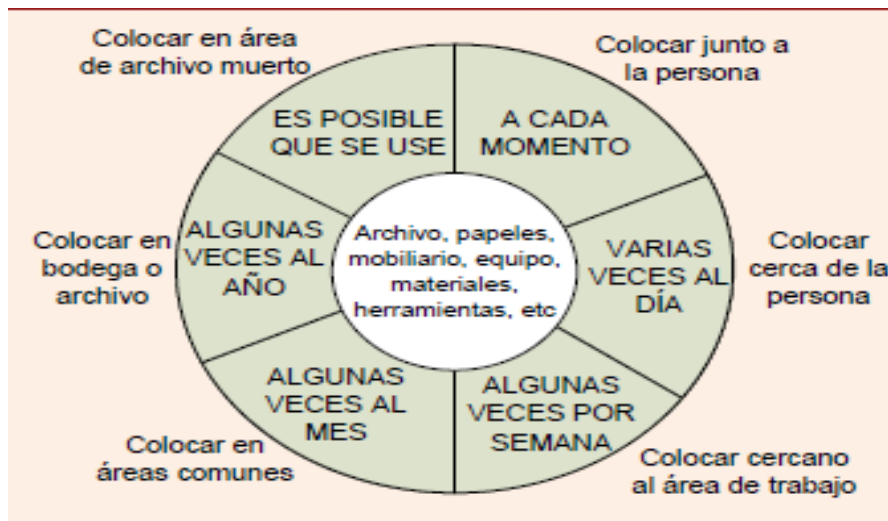 Colocar en área
de archivo muerto
Colocar junto a
la persona
ES POSIBLE
QUE SE USE
A CADA
MOMENTO
Colocar en
bodega o
archivo
ALGUNAS
VECES AL
AÑO
Archivo, papeles,
mobiliario, equipo,
materiales,
herramientas, etc
VARIAS
VECES AL
DÍA
Colocar
cerca de la
persona
ALGUNAS
VECES AL
MES
ALGUNAS
VECES POR
SEMANA
Colocar en
áreas comunes
Colocar cercano
al área de trabajo